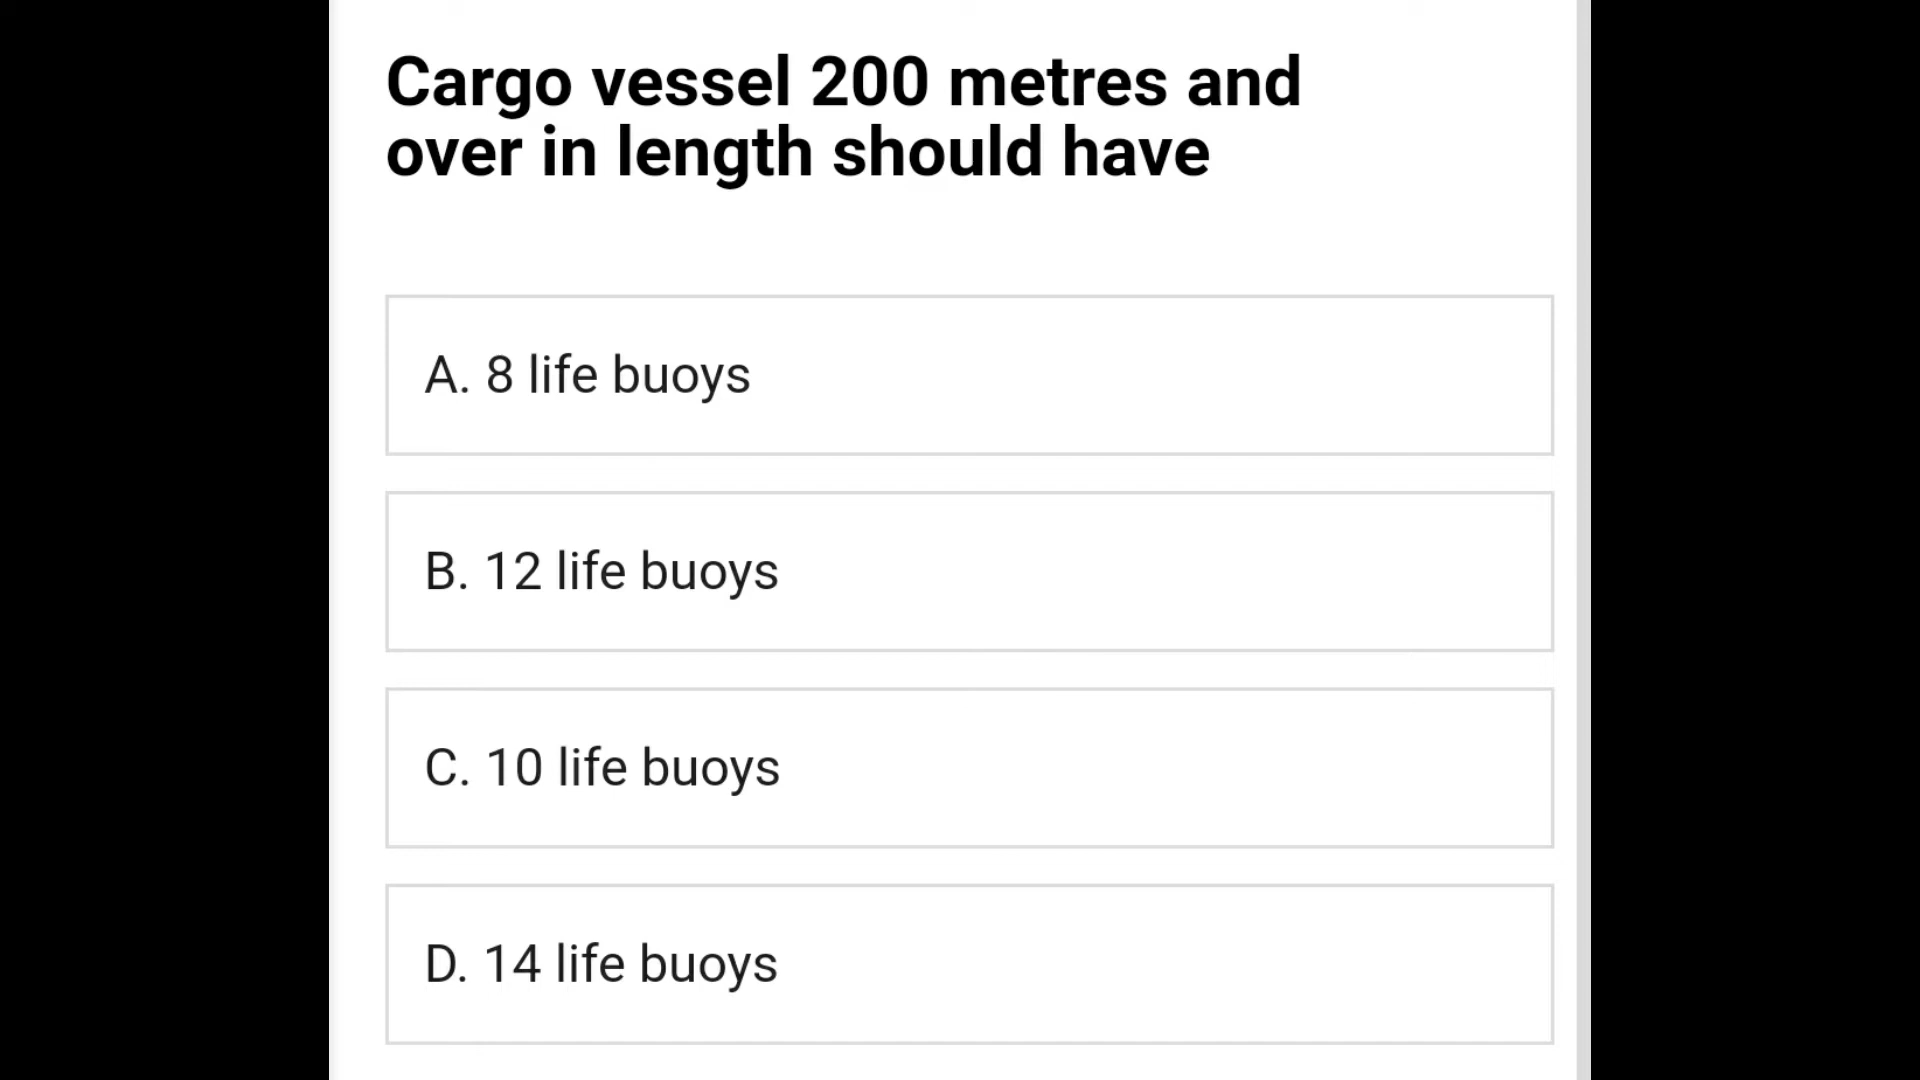 Cargo vessel 200 metres and
over in length should have
A. 8 life buoys
B. 12 life buoys
C. 10 life buoys
D. 14 life buoys